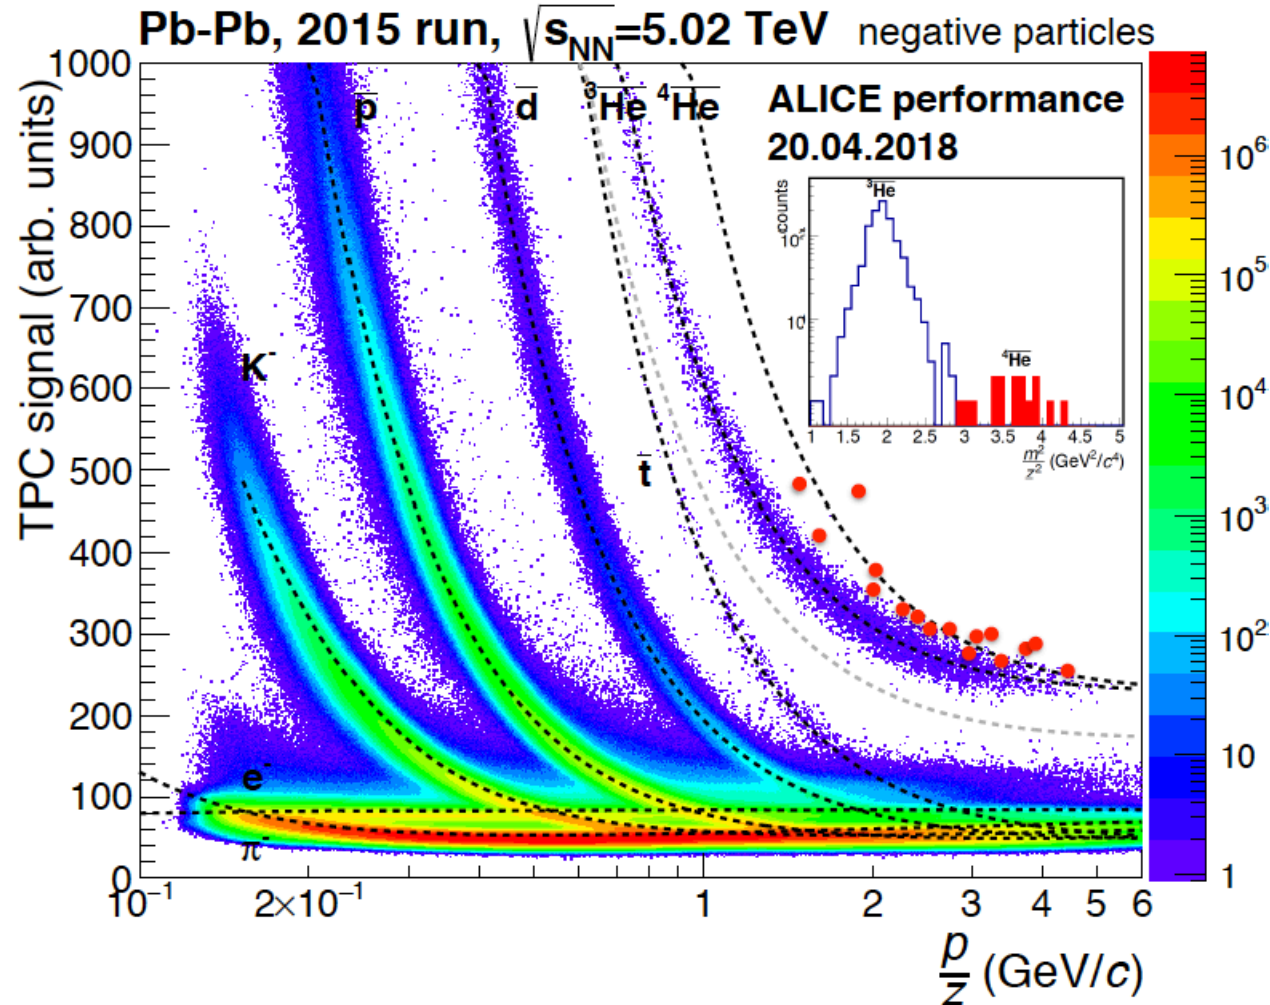 Pb-Pb, 2015 run, √sNN=5.02 TeV negative particles
TPC signal (arb. units)
1000
900
800
700
600
500
400
300
200
100
0
p̅
d̅
³H̅e̅
⁴H̅e̅
K⁻
t̅
e⁻
π⁻
ALICE performance
20.04.2018
counts
10²
10
³H̅e̅
⁴H̅e̅
1 1.5 2 2.5 3 3.5 4 4.5 5
m²/z² (GeV²/c⁴)
10⁶
10⁵
10⁴
10³
10²
10
1
10⁻¹ 2×10⁻¹ 1 2 3 4 5 6
p/z (GeV/c)